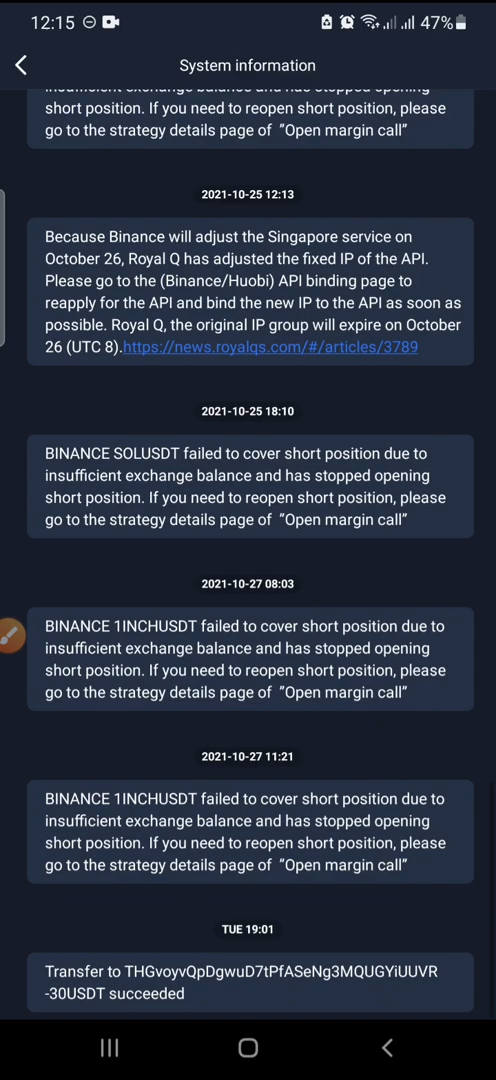 12:15
47%
System information
insufficient exchange balance and has stopped opening
short position. If you need to reopen short position, please
go to the strategy details page of "Open margin call"
2021-10-25 12:13
Because Binance will adjust the Singapore service on
October 26, Royal Q has adjusted the fixed IP of the API.
Please go to the (Binance/Huobi) API binding page to
reapply for the API and bind the new IP to the API as soon as
possible. Royal Q, the original IP group will expire on October
26 (UTC 8).https://news.royalqs.com/#/articles/3789
2021-10-25 18:10
BINANCE SOLUSDT failed to cover short position due to
insufficient exchange balance and has stopped opening
short position. If you need to reopen short position, please
go to the strategy details page of "Open margin call"
2021-10-27 08:03
BINANCE 1INCHUSDT failed to cover short position due to
insufficient exchange balance and has stopped opening
short position. If you need to reopen short position, please
go to the strategy details page of "Open margin call"
2021-10-27 11:21
BINANCE 1INCHUSDT failed to cover short position due to
insufficient exchange balance and has stopped opening
short position. If you need to reopen short position, please
go to the strategy details page of "Open margin call"
TUE 19:01
Transfer to THGvoyvQpDgwuD7tPfASeNg3MQUGYiUUVR
-30USDT succeeded